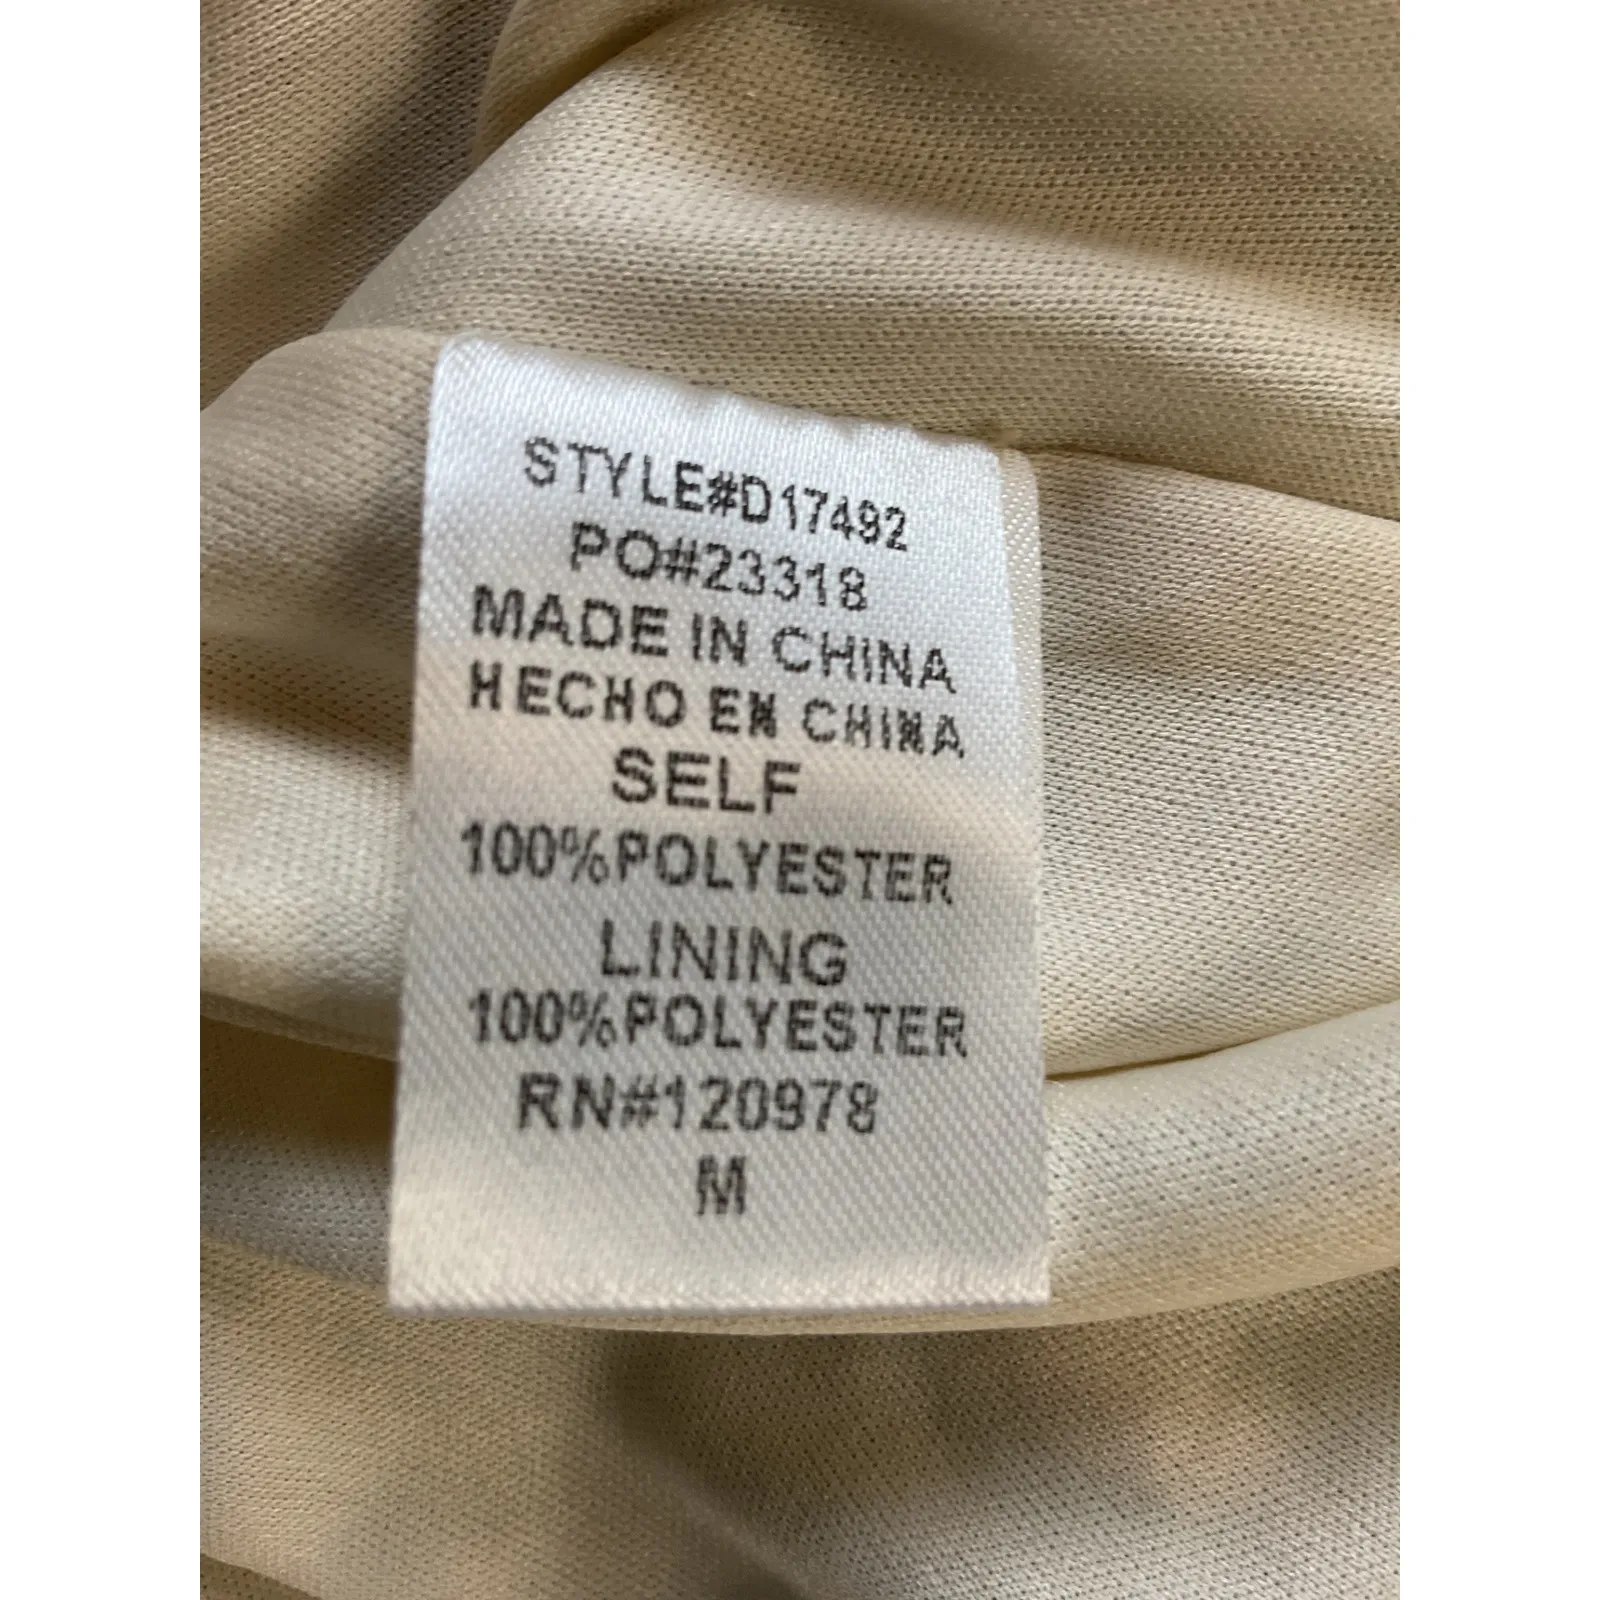 STYLE#D17492
PO#23318
MADE IN CHINA
HECHO EN CHINA
SELF
100%POLYESTER
LINING
100%POLYESTER
RN#120978
M